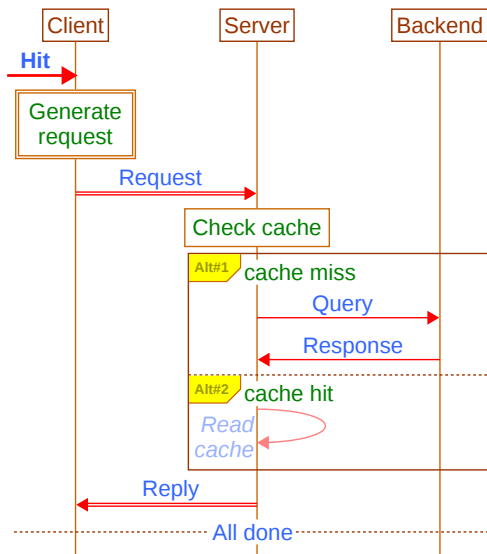 Client Server Backend
Hit
Generate
request
Request
Check cache
Alt#1 cache miss
Query
Response
Alt#2 cache hit
Read
cache
Reply
All done